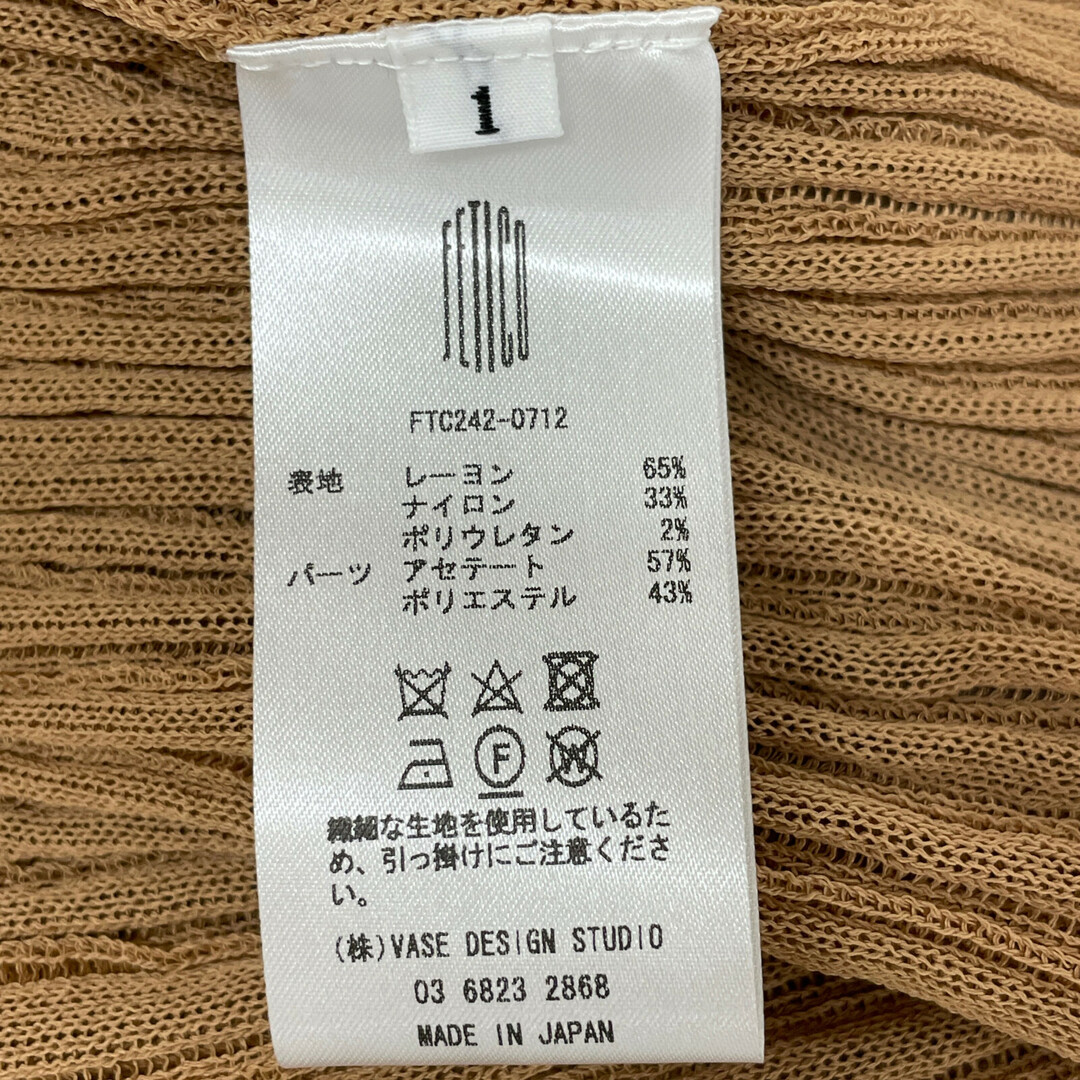 1
FETICO
FTC242-0712
表地 レーヨン 65%
ナイロン 33%
ポリウレタン 2%
パーツ アセテート 57%
ポリエステル 43%
F W
繊細な生地を使用しているた
め、引っ掛けにご注意くださ
い。
(株)VASE DESIGN STUDIO
03 6823 2868
MADE IN JAPAN